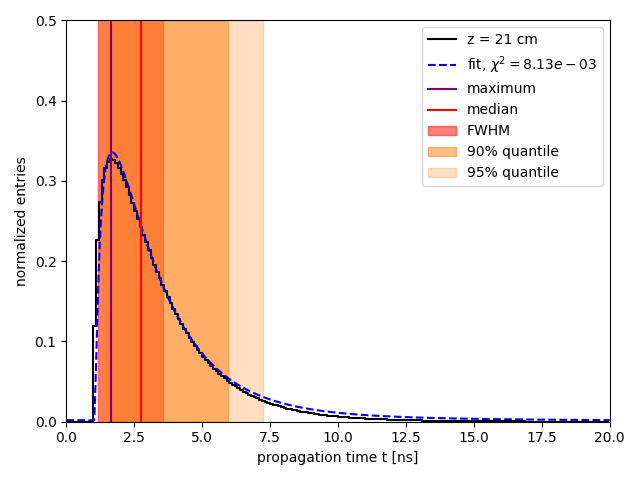 0.5
0.4
0.3
0.2
0.1
0.0
normalized entries
z = 21 cm
fit, χ² = 8.13e − 03
maximum
median
FWHM
90% quantile
95% quantile
0.0 2.5 5.0 7.5 10.0 12.5 15.0 17.5 20.0
propagation time t [ns]